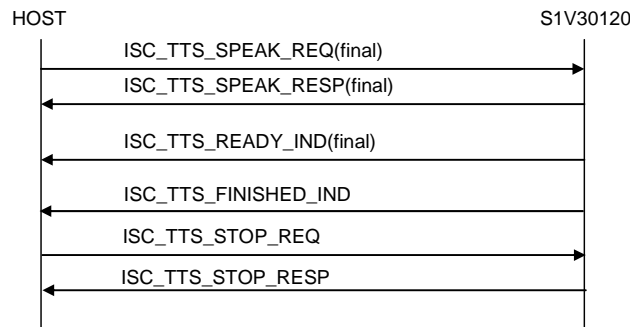 HOST
S1V30120
ISC_TTS_SPEAK_REQ(final)
ISC_TTS_SPEAK_RESP(final)
ISC_TTS_READY_IND(final)
ISC_TTS_FINISHED_IND
ISC_TTS_STOP_REQ
ISC_TTS_STOP_RESP